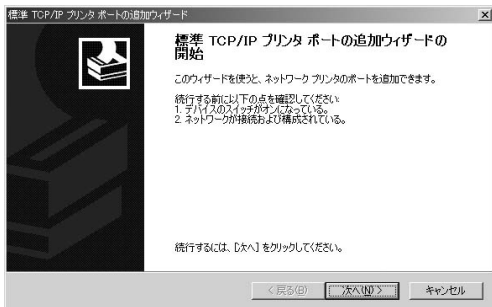 標準 TCP/IP プリンタ ポートの追加ウィザード
標準 TCP/IP プリンタ ポートの追加ウィザードの
開始
このウィザードを使うと、ネットワーク プリンタのポートを追加できます。
続行する前に以下の点を確認してください:
1. デバイスのスイッチがオンになっている。
2. ネットワークが接続および構成されている。
続行するには、[次へ] をクリックしてください。
< 戻る(B)
次へ(N) >
キャンセル